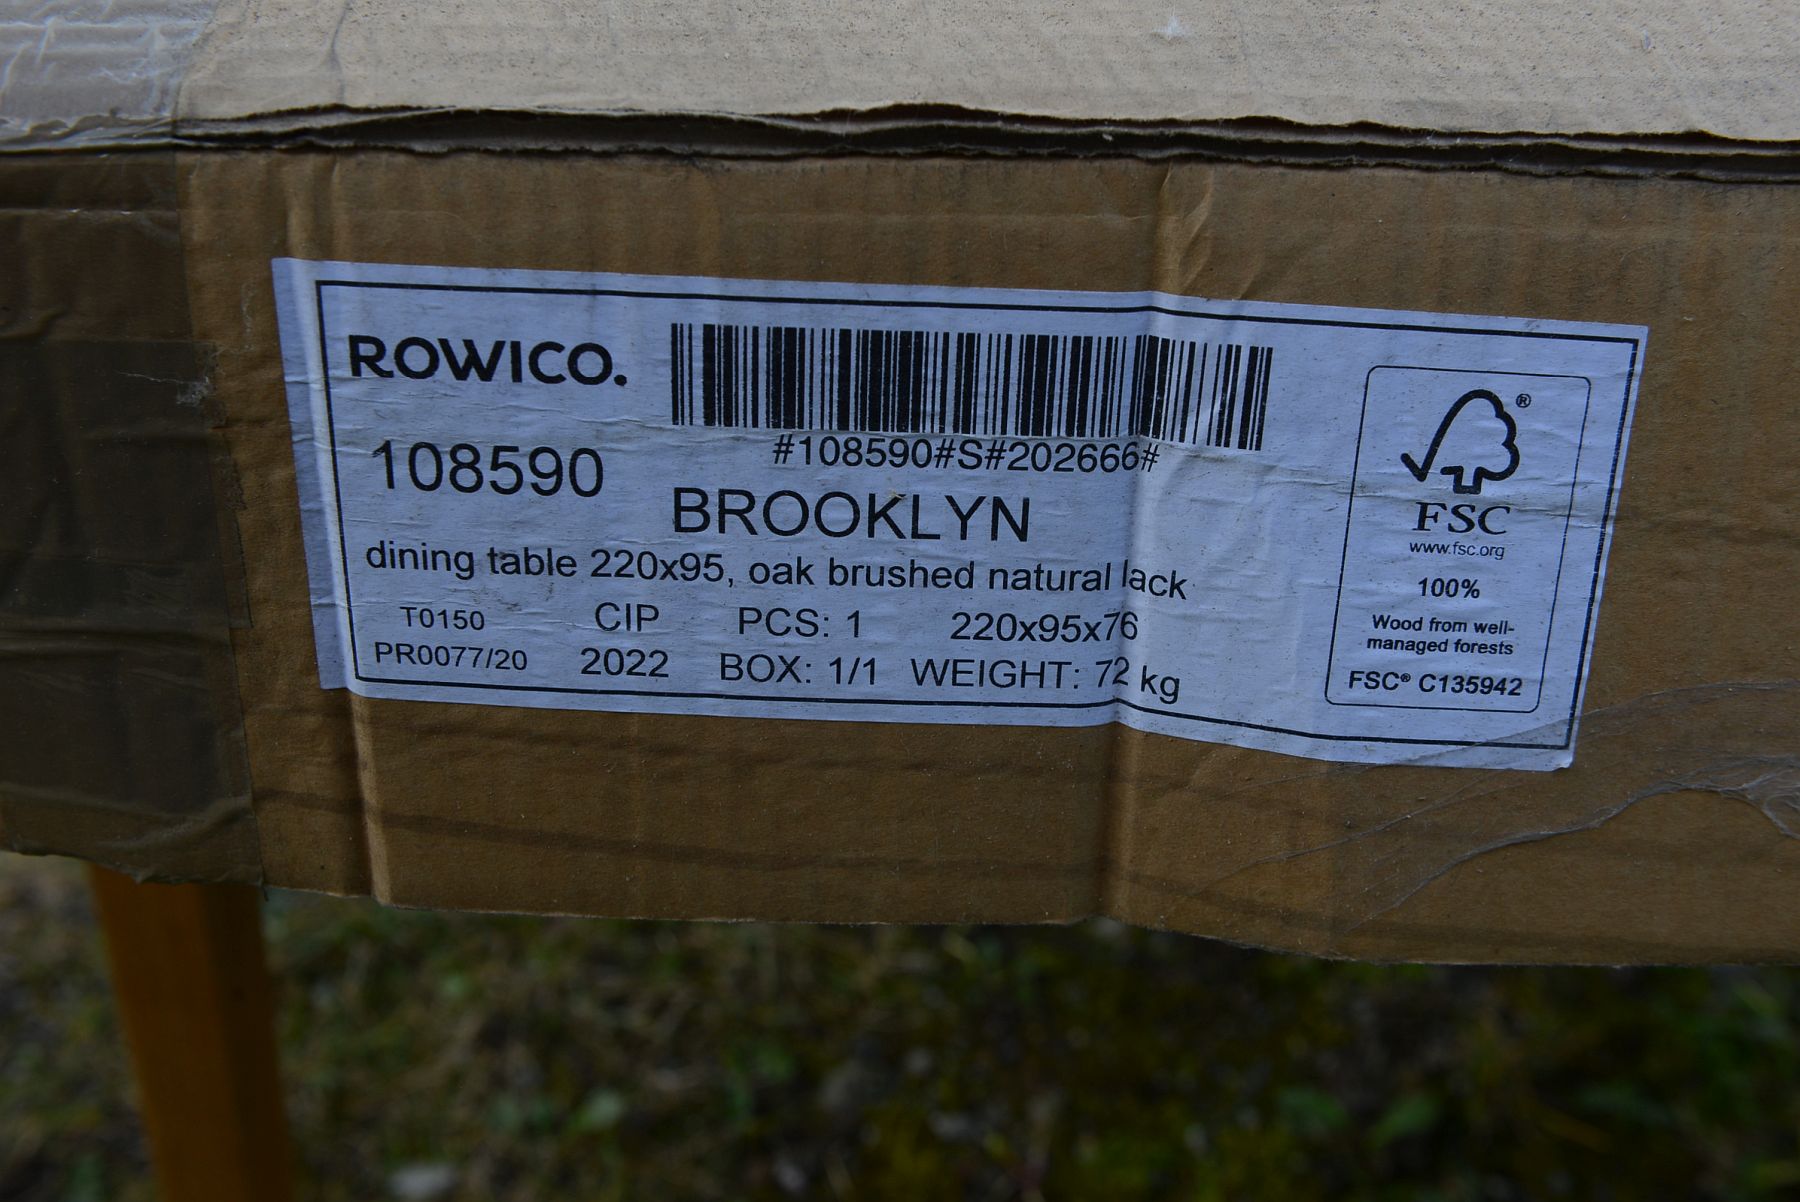 ROWICO.
#108590#S#202666#
108590
BROOKLYN
dining table 220x95, oak brushed natural lack
T0150 CIP PCS: 1 220x95x76
PR0077/20 2022 BOX: 1/1 WEIGHT: 72 kg
®
FSC
www.fsc.org
100%
Wood from well-
managed forests
FSC® C135942